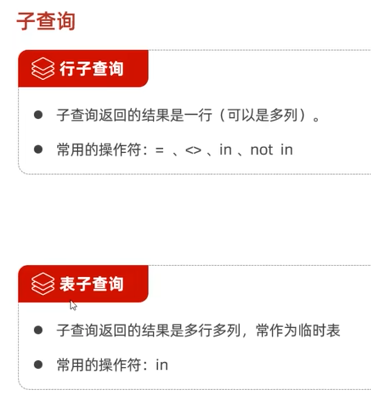 子查询
行子查询
子查询返回的结果是一行（可以是多列）。
常用的操作符：= 、<> 、in 、not in
表子查询
子查询返回的结果是多行多列，常作为临时表
常用的操作符：in